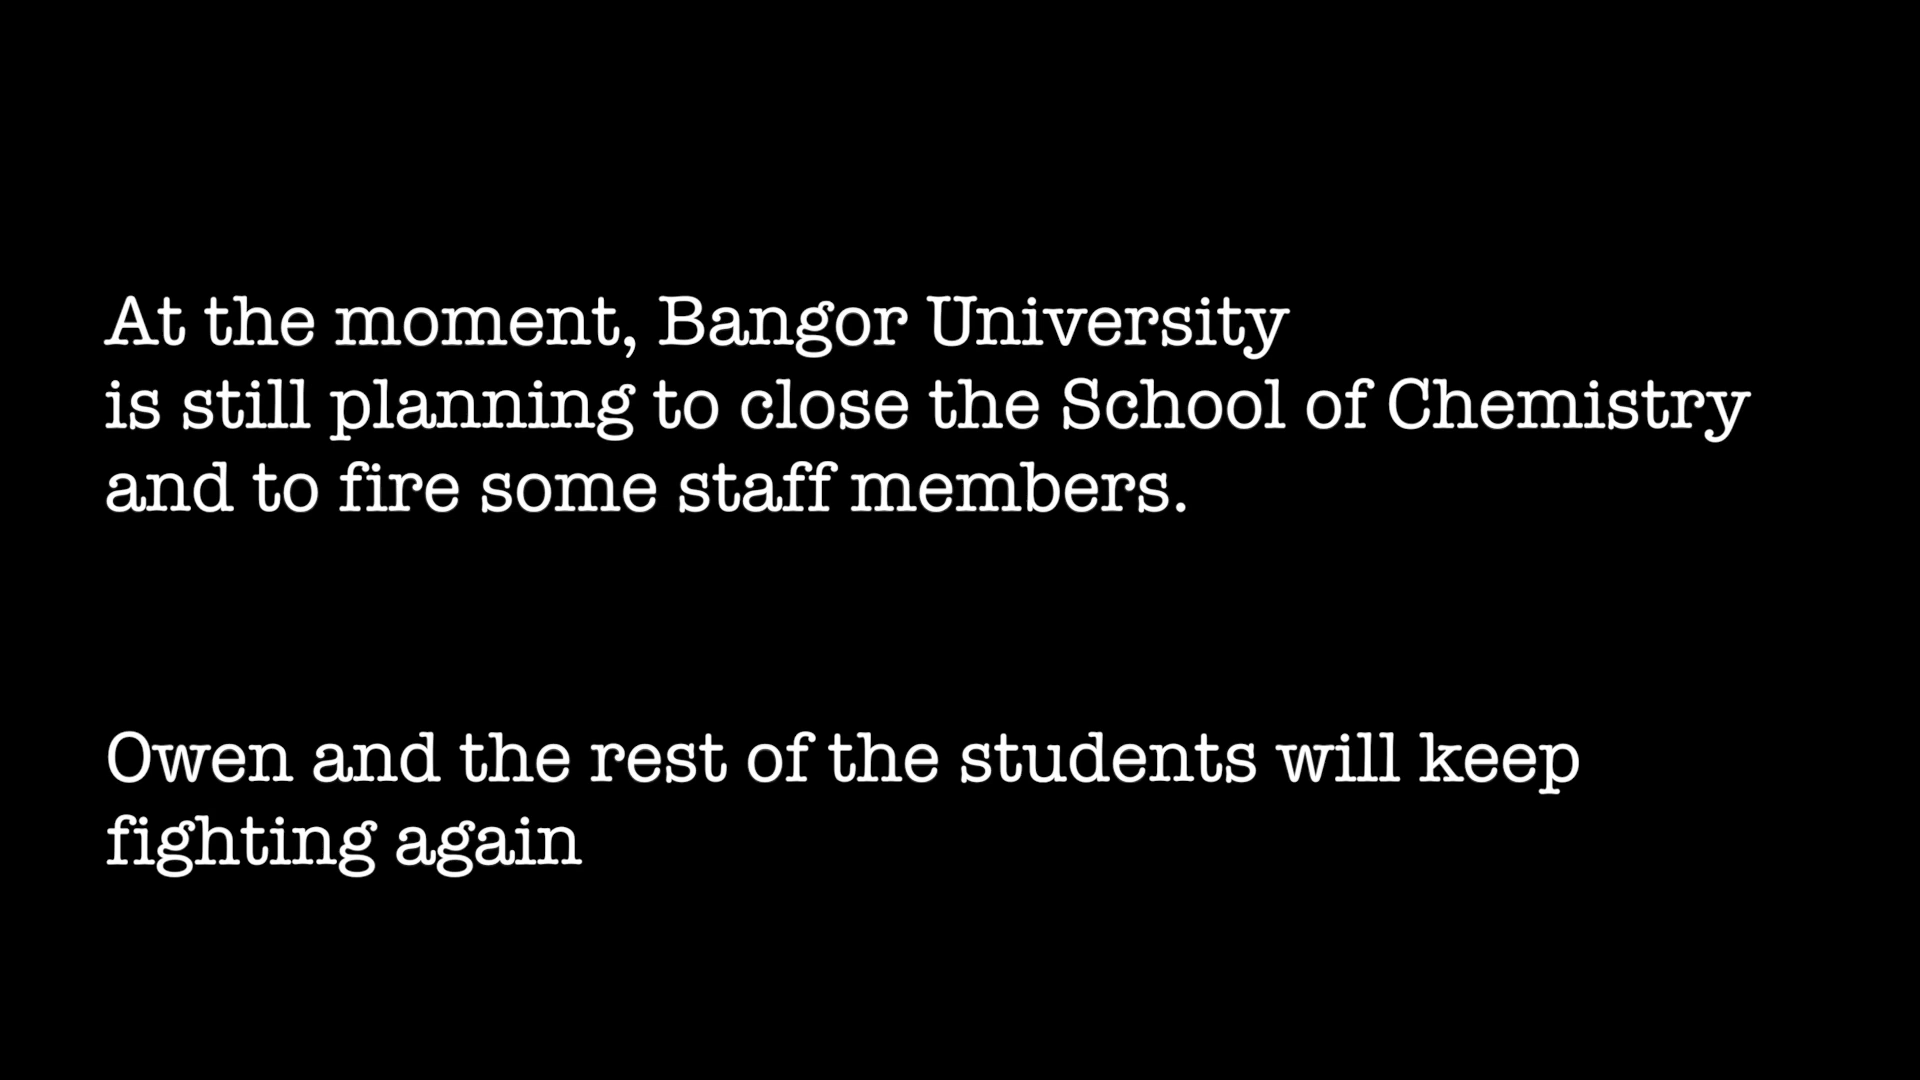 At the moment, Bangor University
is still planning to close the School of Chemistry
and to fire some staff members.
Owen and the rest of the students will keep
fighting again